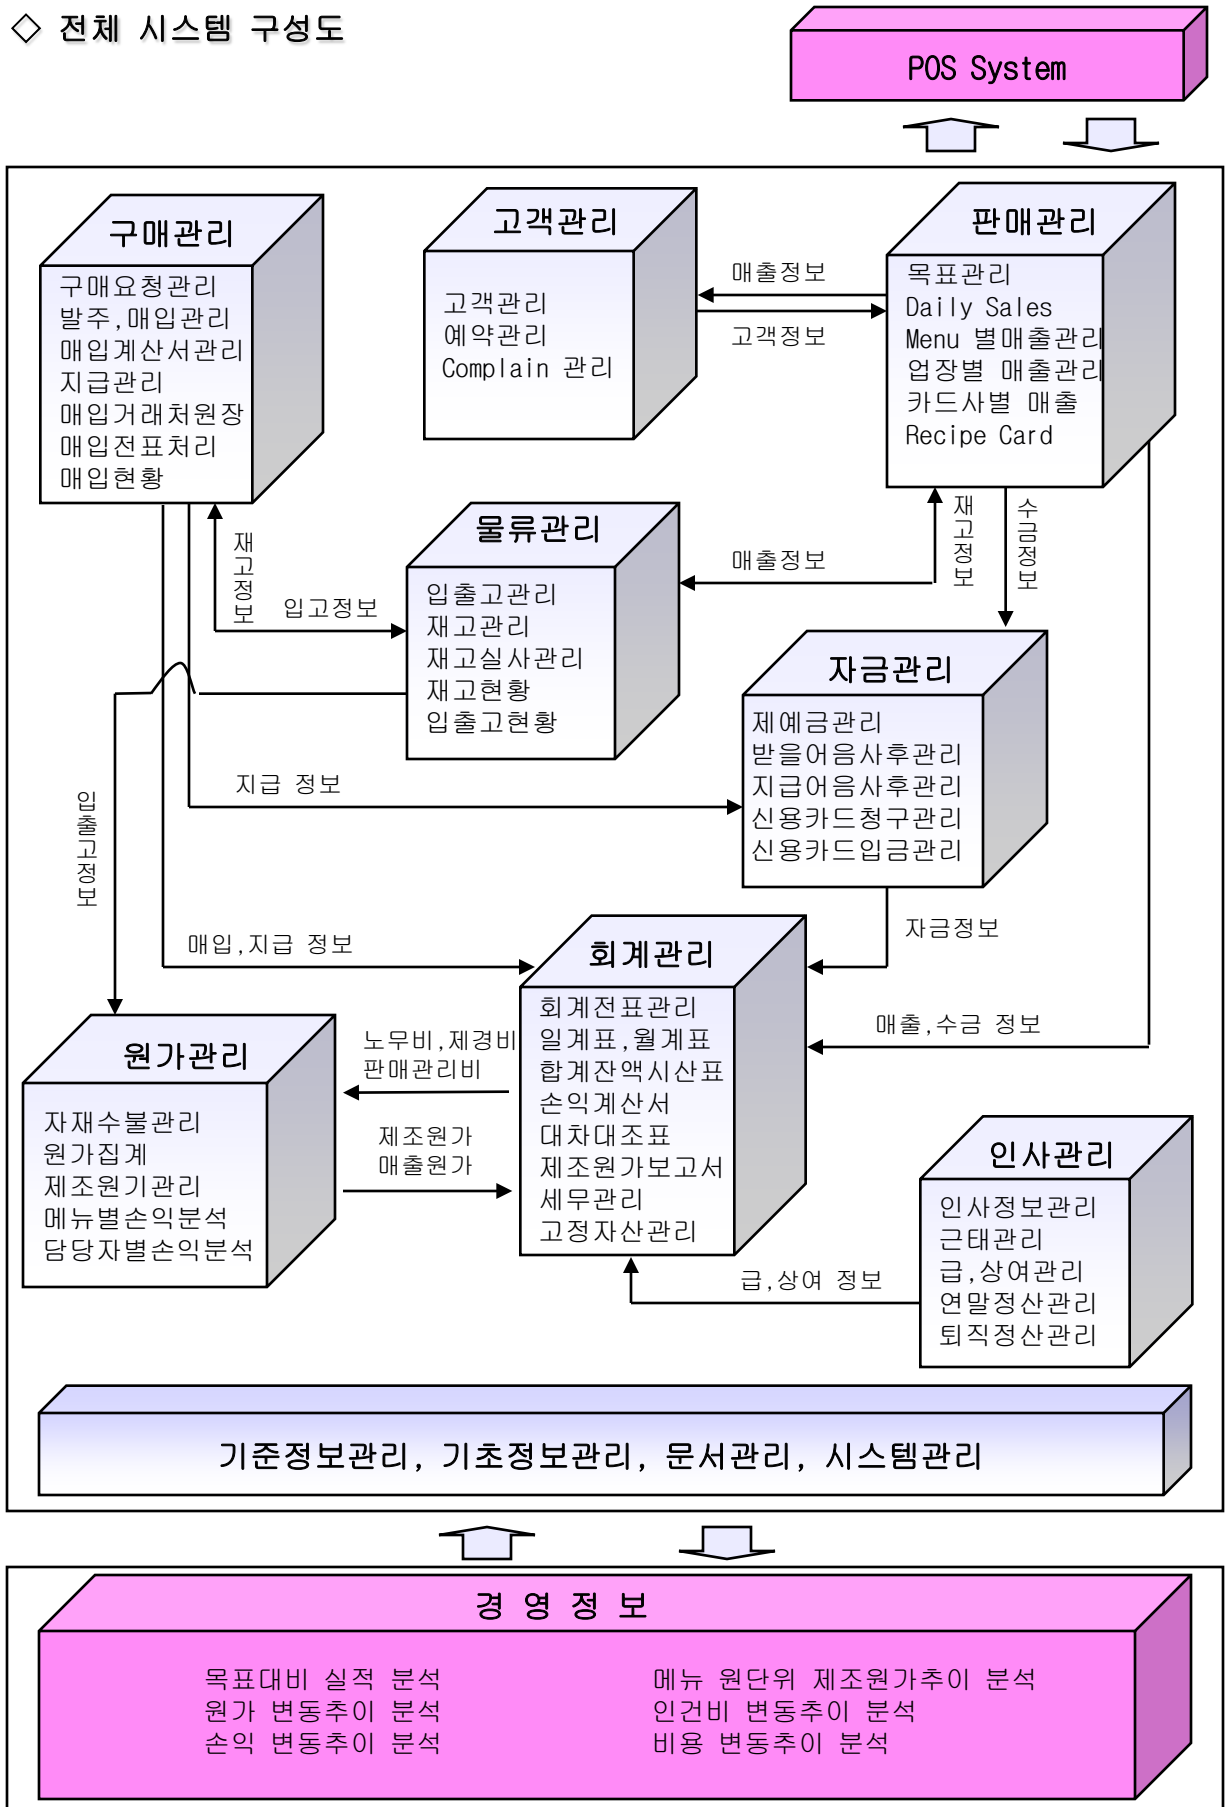 ◇ 전체 시스템 구성도
POS System
구매관리
구매요청관리
발주,매입관리
매입계산서관리
지급관리
매입거래처원장
매입전표처리
매입현황
고객관리
고객관리
예약관리
Complain 관리
매출정보
고객정보
판매관리
목표관리
Daily Sales
Menu 별매출관리
업장별 매출관리
카드사별 매출
Recipe Card
재고정보
입고정보
물류관리
입출고관리
재고관리
재고실사관리
재고현황
입출고현황
매출정보
재고정보
수금정보
자금관리
제예금관리
받을어음사후관리
지급어음사후관리
신용카드청구관리
신용카드입금관리
지급 정보
입출고정보
매입,지급 정보
자금정보
매출,수금 정보
회계관리
회계전표관리
일계표,월계표
합계잔액시산표
손익계산서
대차대조표
제조원가보고서
세무관리
고정자산관리
노무비,제경비
판매관리비
제조원가
매출원가
원가관리
자재수불관리
원가집계
제조원기관리
메뉴별손익분석
담당자별손익분석
급,상여 정보
인사관리
인사정보관리
근태관리
급,상여관리
연말정산관리
퇴직정산관리
기준정보관리, 기초정보관리, 문서관리, 시스템관리
경 영 정 보
목표대비 실적 분석
원가 변동추이 분석
손익 변동추이 분석
메뉴 원단위 제조원가추이 분석
인건비 변동추이 분석
비용 변동추이 분석